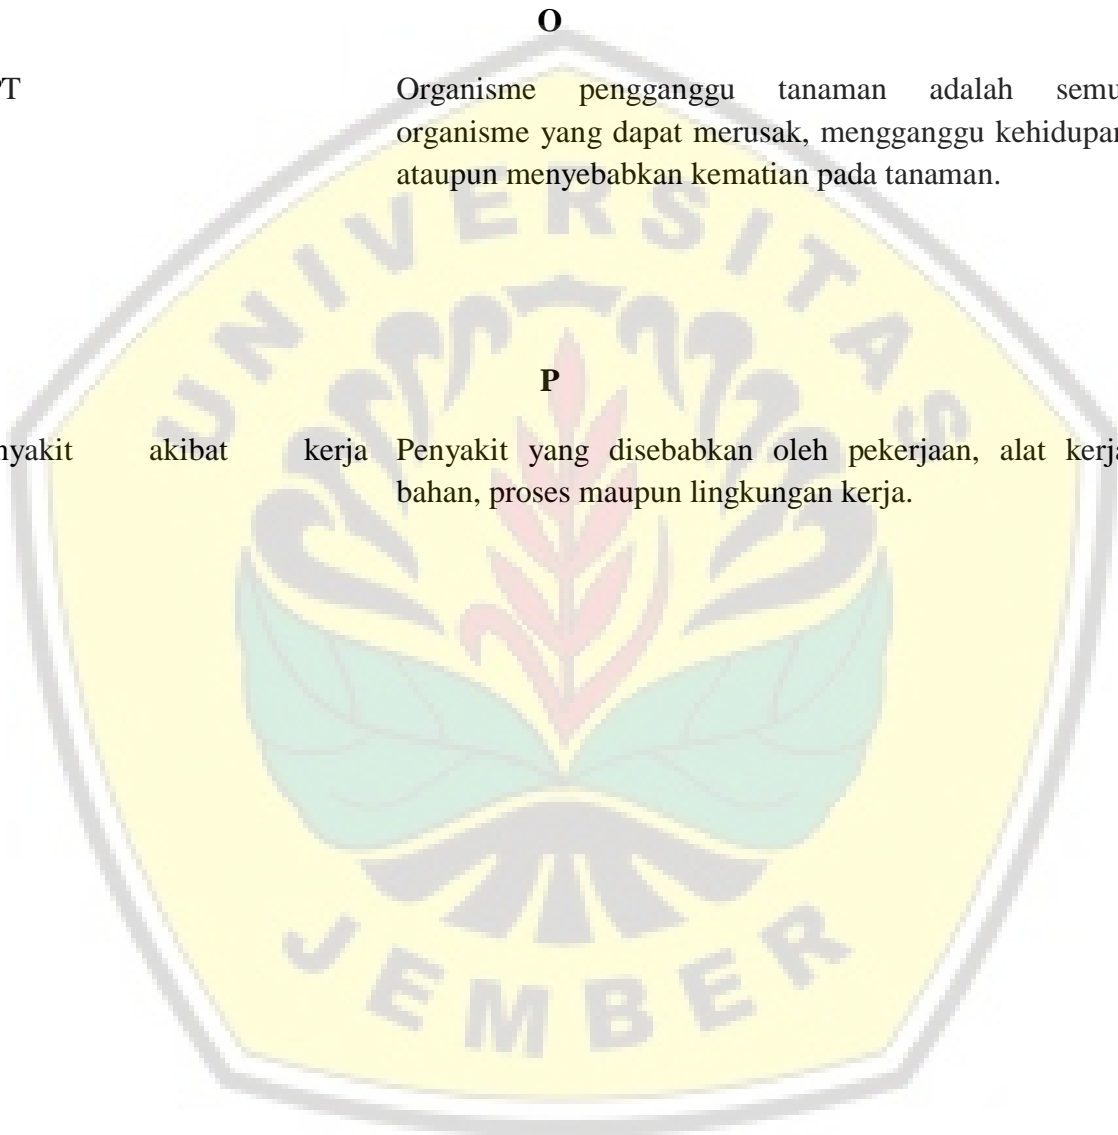 O
PT Organisme pengganggu tanaman adalah semu
organisme yang dapat merusak, mengganggu kehidupan
ataupun menyebabkan kematian pada tanaman.
UNIVERSITAS
P
nyakit akibat kerja Penyakit yang disebabkan oleh pekerjaan, alat kerja
bahan, proses maupun lingkungan kerja.
JEMBER